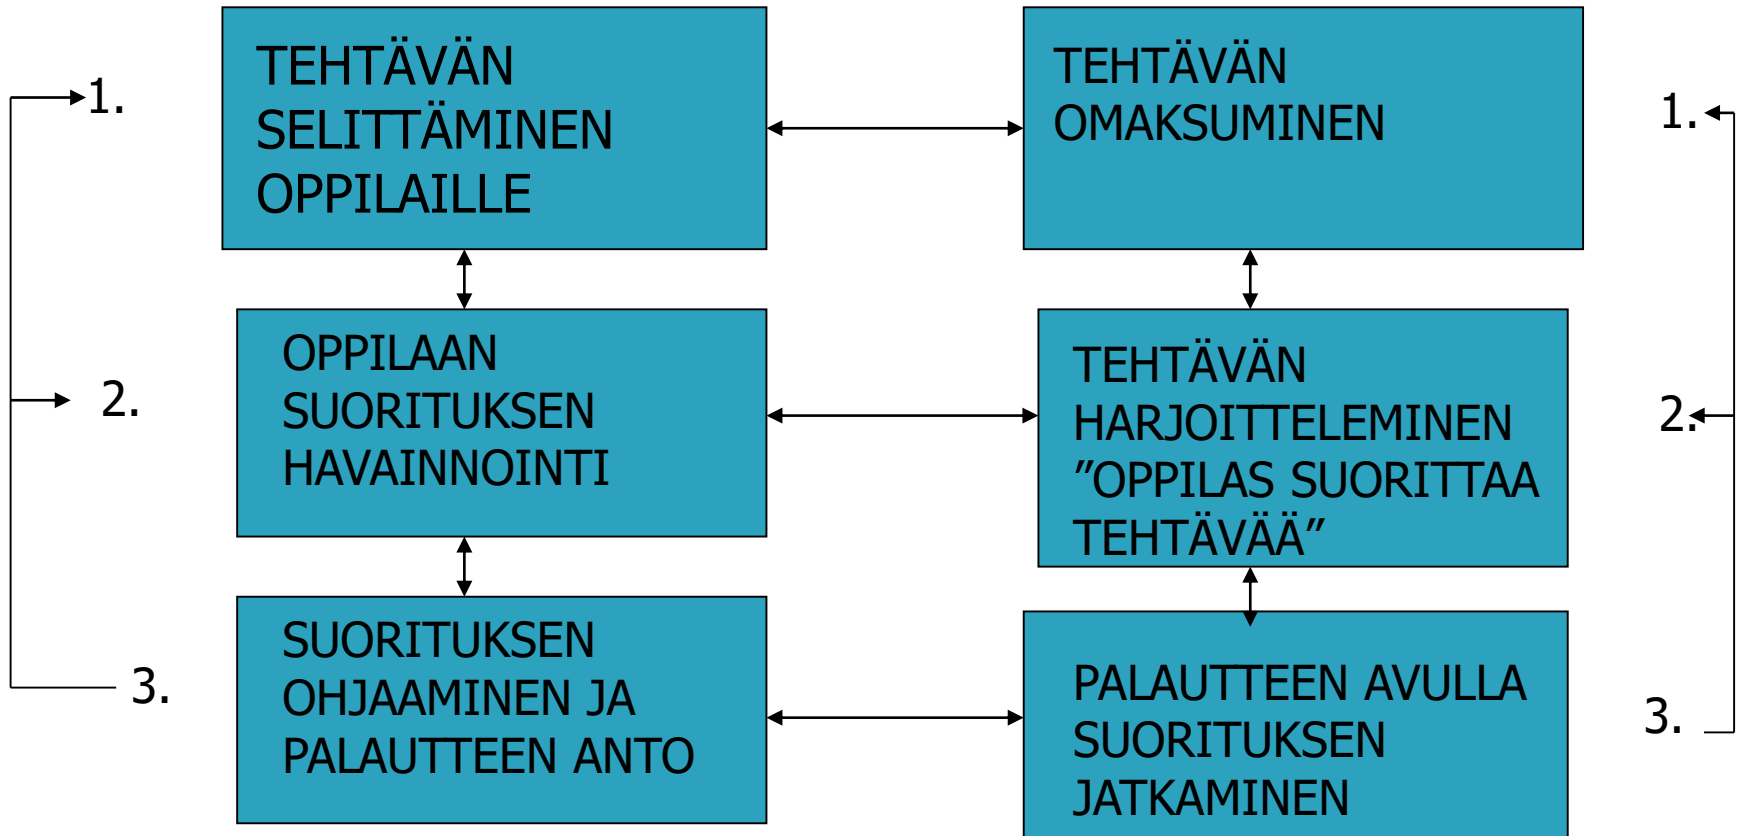 1.
TEHTÄVÄN
SELITTÄMINEN
OPPILAILLE
TEHTÄVÄN
OMAKSUMINEN
1.
2.
OPPILAAN
SUORITUKSEN
HAVAINNOINTI
TEHTÄVÄN
HARJOITTELEMINEN
”OPPILAS SUORITTAA
TEHTÄVÄÄ”
2.
3.
SUORITUKSEN
OHJAAMINEN JA
PALAUTTEEN ANTO
PALAUTTEEN AVULLA
SUORITUKSEN
JATKAMINEN
3.